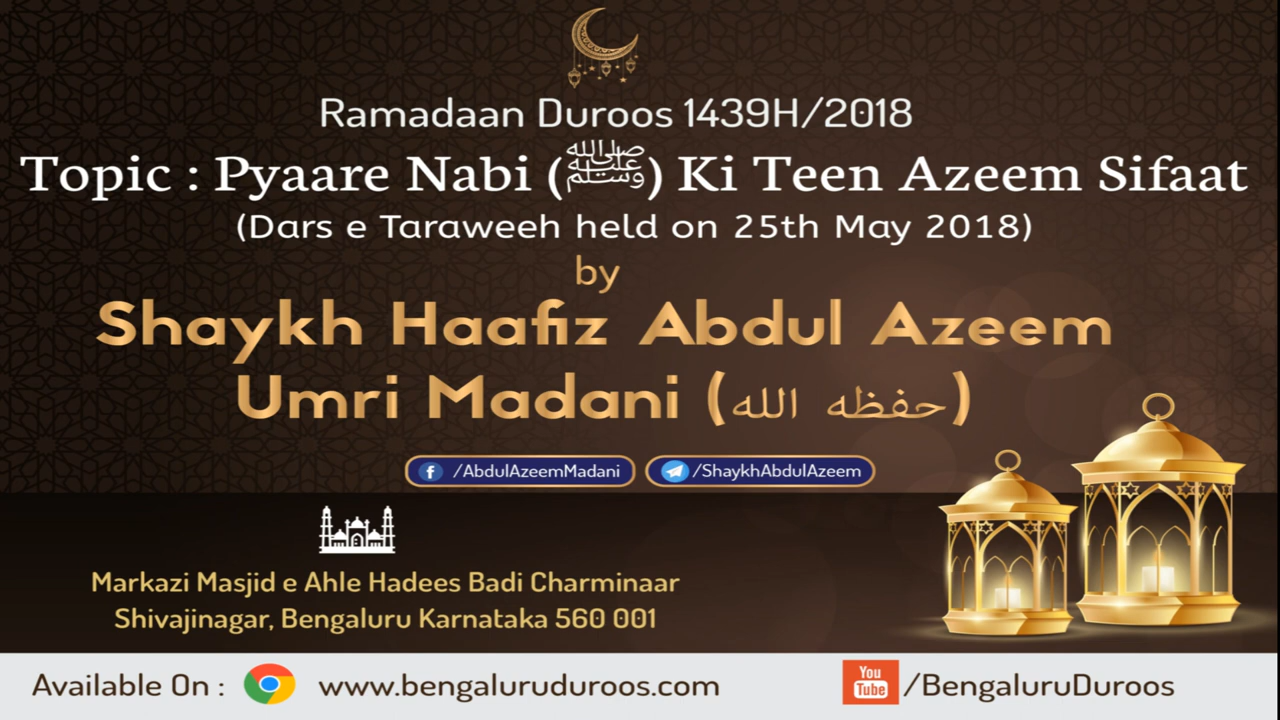 Ramadaan Duroos 1439H/2018
Topic : Pyaare Nabi (ﷺ) Ki Teen Azeem Sifaat
(Dars e Taraweeh held on 25th May 2018)
by
Shaykh Haafiz Abdul Azeem
Umri Madani (حفظه الله)
f /AbdulAzeemMadani /ShaykhAbdulAzeem
Markazi Masjid e Ahle Hadees Badi Charminaar
Shivajinagar, Bengaluru Karnataka 560 001
Available On : www.bengaluruduroos.com You Tube /BengaluruDuroos